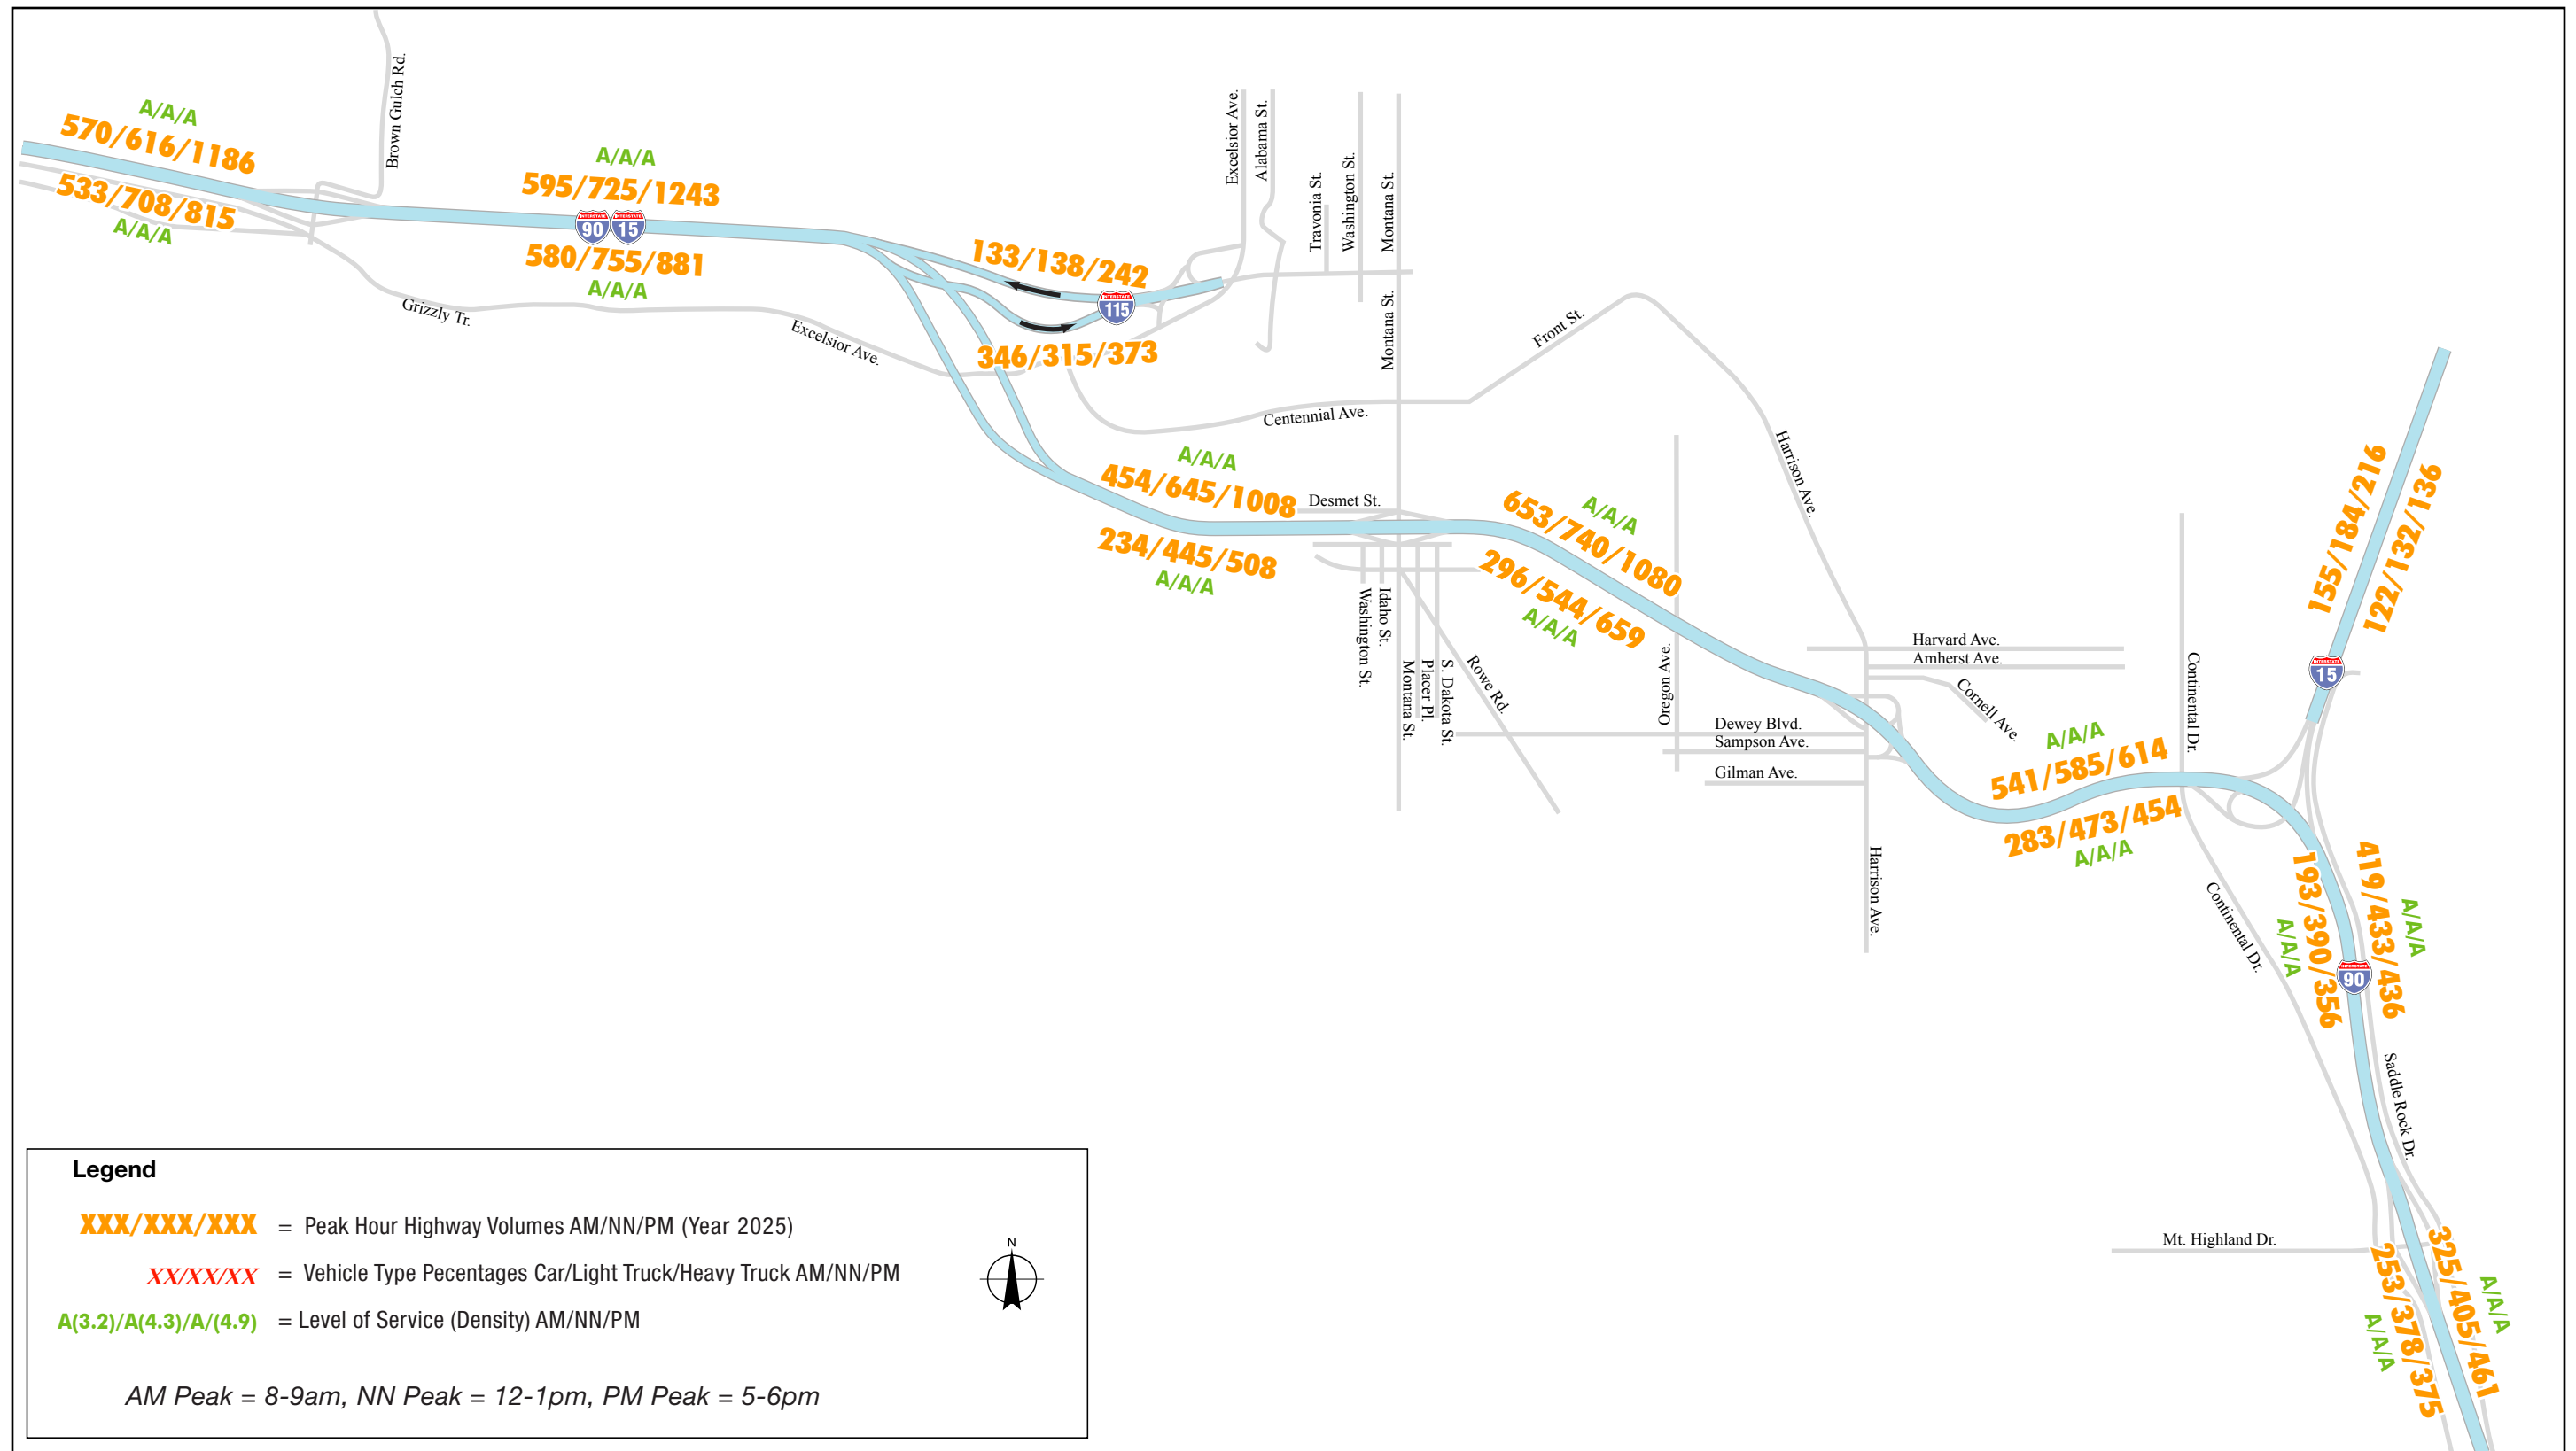 A/A/A
570/616/1186
533/708/815
A/A/A
Brown Gulch Rd.
A/A/A
595/725/1243
INTERSTATE
90
INTERSTATE
15
580/755/881
A/A/A
Grizzly Tr.
Excelsior Ave.
133/138/242
INTERSTATE
115
346/315/373
Excelsior Ave.
Alabama St.
Travonia St.
Washington St.
Montana St.
Montana St.
Centennial Ave.
Front St.
Harrison Ave.
A/A/A
454/645/1008
234/445/508
A/A/A
Desmet St.
A/A/A
653/740/1080
296/544/659
A/A/A
Washington St.
Idaho St.
Montana St.
Placer Pl.
S. Dakota St.
Rowe Rd.
Oregon Ave.
Dewey Blvd.
Sampson Ave.
Gilman Ave.
Harvard Ave.
Amherst Ave.
Cornell Ave.
Harrison Ave.
A/A/A
541/585/614
283/473/454
A/A/A
Continental Dr.
155/184/216
122/132/136
INTERSTATE
15
Continental Dr.
193/390/356
A/A/A
419/433/436
A/A/A
INTERSTATE
90
Saddle Rock Dr.
Mt. Highland Dr.
253/378/375
A/A/A
325/405/461
A/A/A
Legend
XXX/XXX/XXX = Peak Hour Highway Volumes AM/NN/PM (Year 2025)
XX/XX/XX = Vehicle Type Pecentages Car/Light Truck/Heavy Truck AM/NN/PM
A(3.2)/A(4.3)/A/(4.9) = Level of Service (Density) AM/NN/PM
N
AM Peak = 8-9am, NN Peak = 12-1pm, PM Peak = 5-6pm